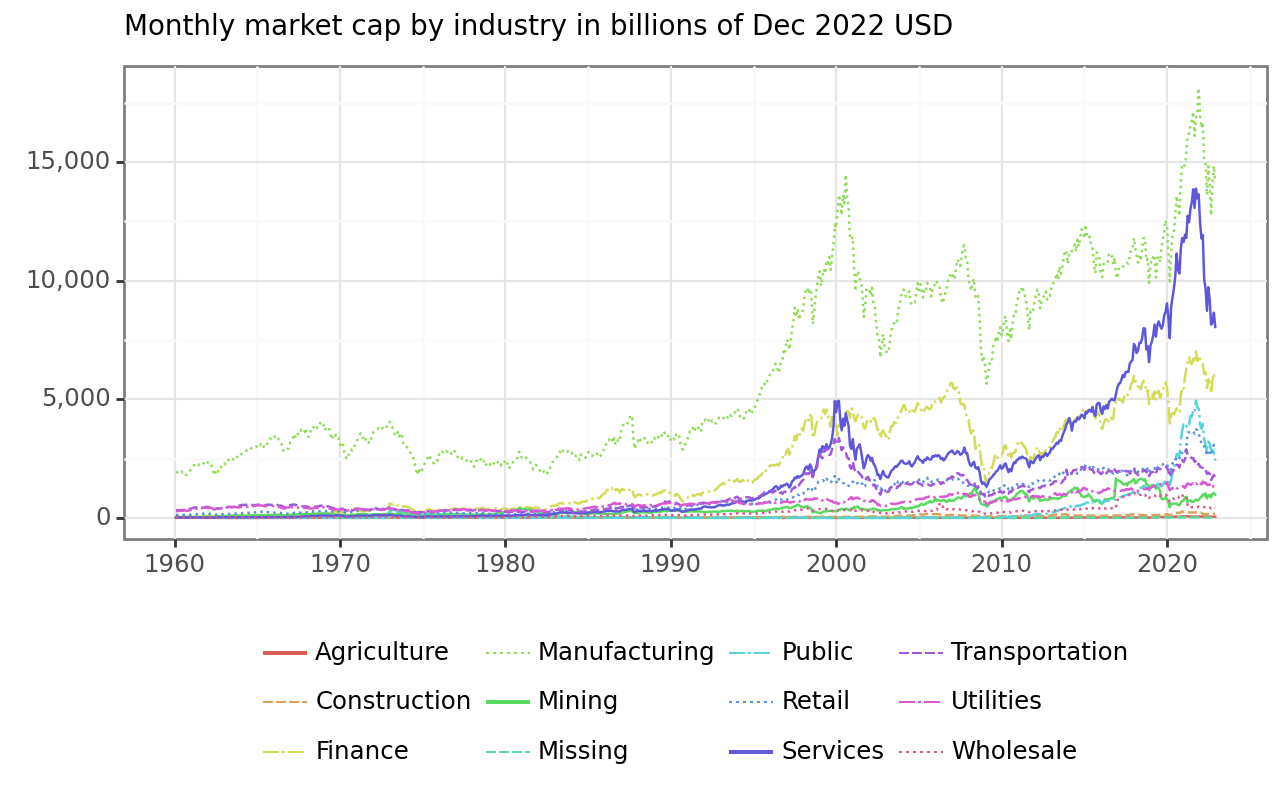 Monthly market cap by industry in billions of Dec 2022 USD
15,000
10,000
5,000
0
1960 1970 1980 1990 2000 2010 2020
Agriculture Manufacturing Public Transportation
Construction Mining Retail Utilities
Finance Missing Services Wholesale